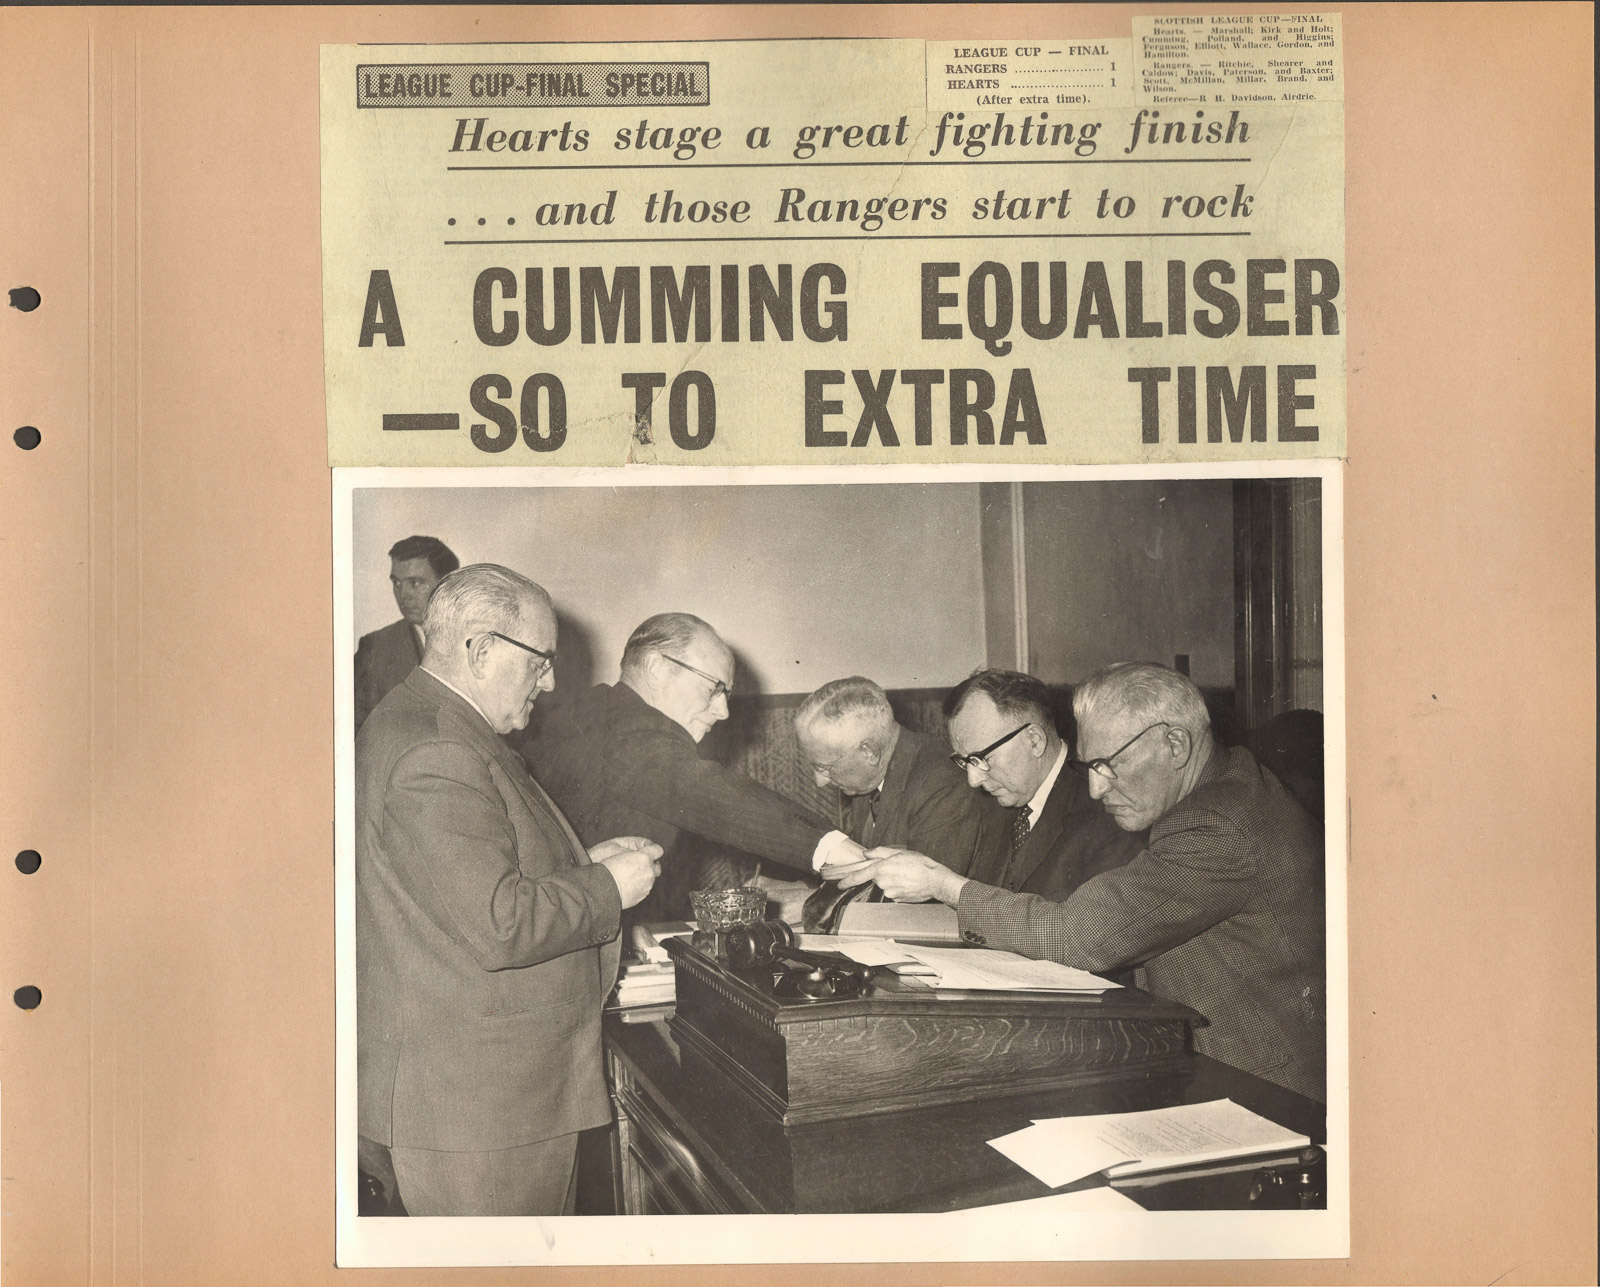 LEAGUE CUP-FINAL SPECIAL
LEAGUE CUP — FINAL
RANGERS ...................... 1
HEARTS ...................... 1
(After extra time).
SCOTTISH LEAGUE CUP—FINAL
Hearts. — Marshall; Kirk and Holt;
Cumming, Polland, and Higgins;
Ferguson, Elliott, Wallace, Gordon, and
Hamilton.
Rangers. — Ritchie, Shearer and
Caldow; Davis, Paterson, and Baxter;
Scott, McMillan, Millar, Brand, and
Wilson.
Referee—R H. Davidson, Airdrie.
Hearts stage a great fighting finish
. . . and those Rangers start to rock
A CUMMING EQUALISER
—SO TO EXTRA TIME